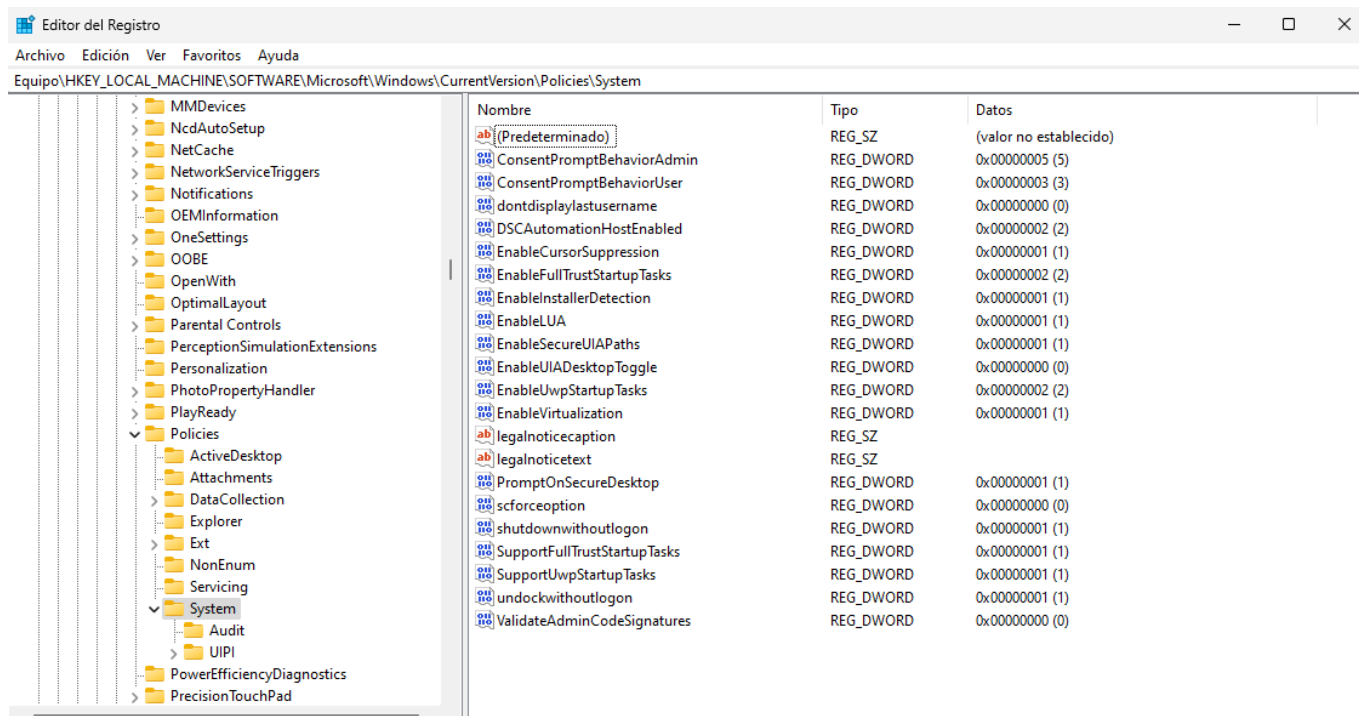 Editor del Registro
Archivo Edición Ver Favoritos Ayuda
Equipo\HKEY_LOCAL_MACHINE\SOFTWARE\Microsoft\Windows\CurrentVersion\Policies\System
MMDevices
NcdAutoSetup
NetCache
NetworkServiceTriggers
Notifications
OEMInformation
OneSettings
OOBE
OpenWith
OptimalLayout
Parental Controls
PerceptionSimulationExtensions
Personalization
PhotoPropertyHandler
PlayReady
Policies
ActiveDesktop
Attachments
DataCollection
Explorer
Ext
NonEnum
Servicing
System
Audit
UIPI
PowerEfficiencyDiagnostics
PrecisionTouchPad
Nombre Tipo Datos
(Predeterminado) REG_SZ (valor no establecido)
ConsentPromptBehaviorAdmin REG_DWORD 0x00000005 (5)
ConsentPromptBehaviorUser REG_DWORD 0x00000003 (3)
dontdisplaylastusername REG_DWORD 0x00000000 (0)
DSCAutomationHostEnabled REG_DWORD 0x00000002 (2)
EnableCursorSuppression REG_DWORD 0x00000001 (1)
EnableFullTrustStartupTasks REG_DWORD 0x00000002 (2)
EnableInstallerDetection REG_DWORD 0x00000001 (1)
EnableLUA REG_DWORD 0x00000001 (1)
EnableSecureUIAPaths REG_DWORD 0x00000001 (1)
EnableUIADesktopToggle REG_DWORD 0x00000000 (0)
EnableUwpStartupTasks REG_DWORD 0x00000002 (2)
EnableVirtualization REG_DWORD 0x00000001 (1)
legalnoticecaption REG_SZ
legalnoticetext REG_SZ
PromptOnSecureDesktop REG_DWORD 0x00000001 (1)
scforceoption REG_DWORD 0x00000000 (0)
shutdownwithoutlogon REG_DWORD 0x00000001 (1)
SupportFullTrustStartupTasks REG_DWORD 0x00000001 (1)
SupportUwpStartupTasks REG_DWORD 0x00000001 (1)
undockwithoutlogon REG_DWORD 0x00000001 (1)
ValidateAdminCodeSignatures REG_DWORD 0x00000000 (0)